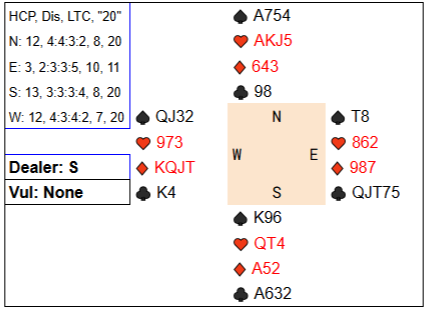 HCP, Dis, LTC, "20"
N: 12, 4:4:3:2, 8, 20
E: 3, 2:3:3:5, 10, 11
S: 13, 3:3:3:4, 8, 20
W: 12, 4:3:4:2, 7, 20
♠ A754
♥ AKJ5
♦ 643
♣ 98
♠ QJ32
♥ 973
♦ KQJT
♣ K4
N
W E
S
♠ T8
♥ 862
♦ 987
♣ QJT75
Dealer: S
Vul: None
♠ K96
♥ QT4
♦ A52
♣ A632